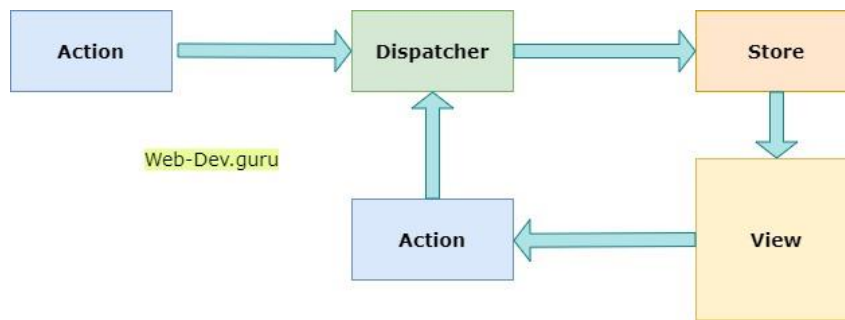 Action
Dispatcher
Store
Web-Dev.guru
Action
View